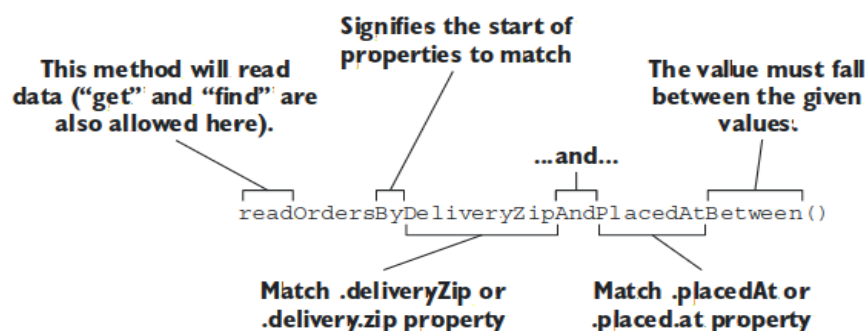 Signifies the start of
properties to match
This method will read
data (“get” and “find” are
also allowed here).
The value must fall
between the given
values.
...and...
readOrdersByDeliveryZipAndPlacedAtBetween()
Match .deliveryZip or
.delivery.zip property
Match .placedAt or
.placed.at property